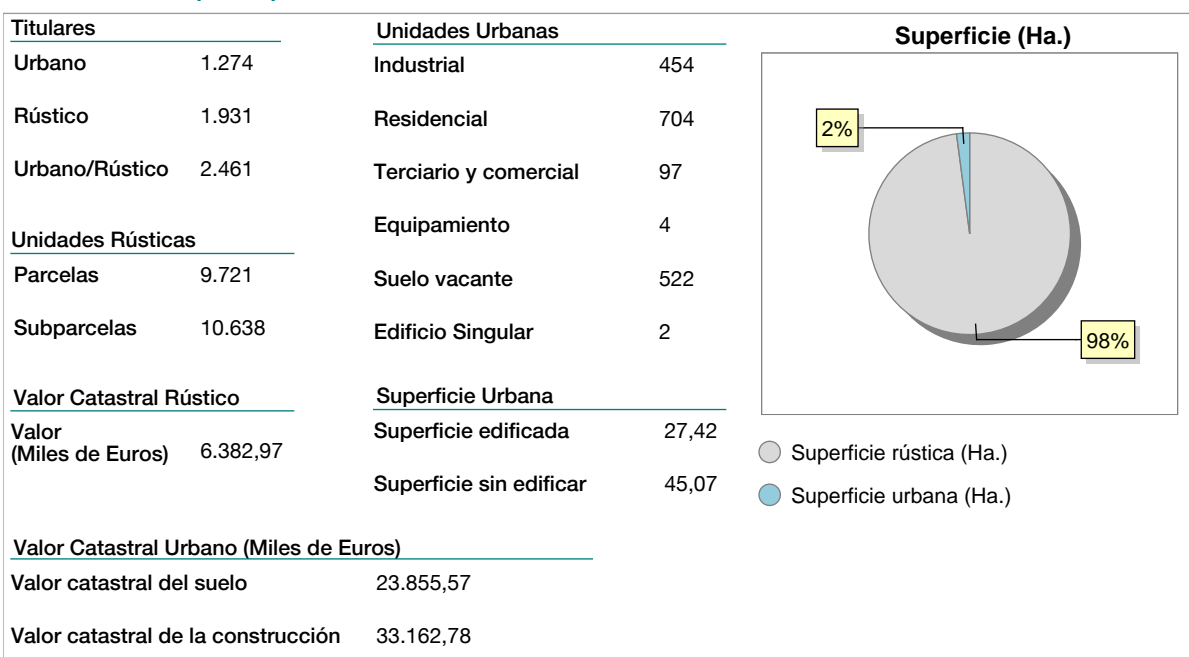 Titulares
Urbano 1.274
Rústico 1.931
Urbano/Rústico 2.461
Unidades Rústicas
Parcelas 9.721
Subparcelas 10.638
Valor Catastral Rústico
Valor
(Miles de Euros) 6.382,97
Unidades Urbanas
Industrial 454
Residencial 704
Terciario y comercial 97
Equipamiento 4
Suelo vacante 522
Edificio Singular 2
Superficie Urbana
Superficie edificada 27,42
Superficie sin edificar 45,07
Valor Catastral Urbano (Miles de Euros)
Valor catastral del suelo 23.855,57
Valor catastral de la construcción 33.162,78
Superficie (Ha.)
2%
98%
Superficie rústica (Ha.)
Superficie urbana (Ha.)